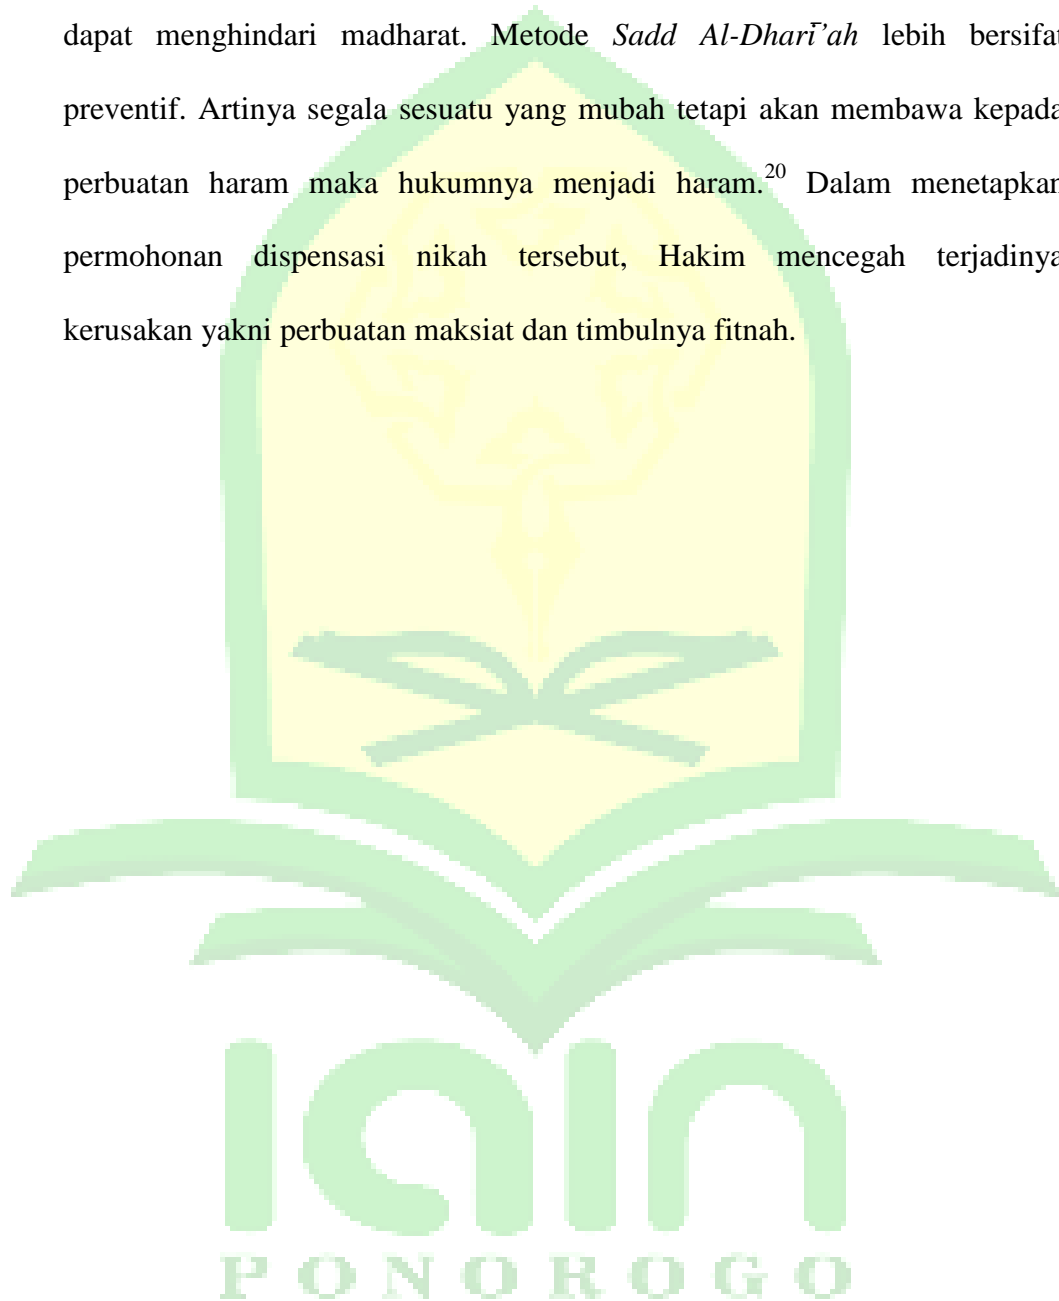 dapat menghindari madharat. Metode Sadd Al-Dharī’ah lebih bersifat
preventif. Artinya segala sesuatu yang mubah tetapi akan membawa kepada
perbuatan haram maka hukumnya menjadi haram.20 Dalam menetapkan
permohonan dispensasi nikah tersebut, Hakim mencegah terjadinya
kerusakan yakni perbuatan maksiat dan timbulnya fitnah.
IAIN
PONOROGO